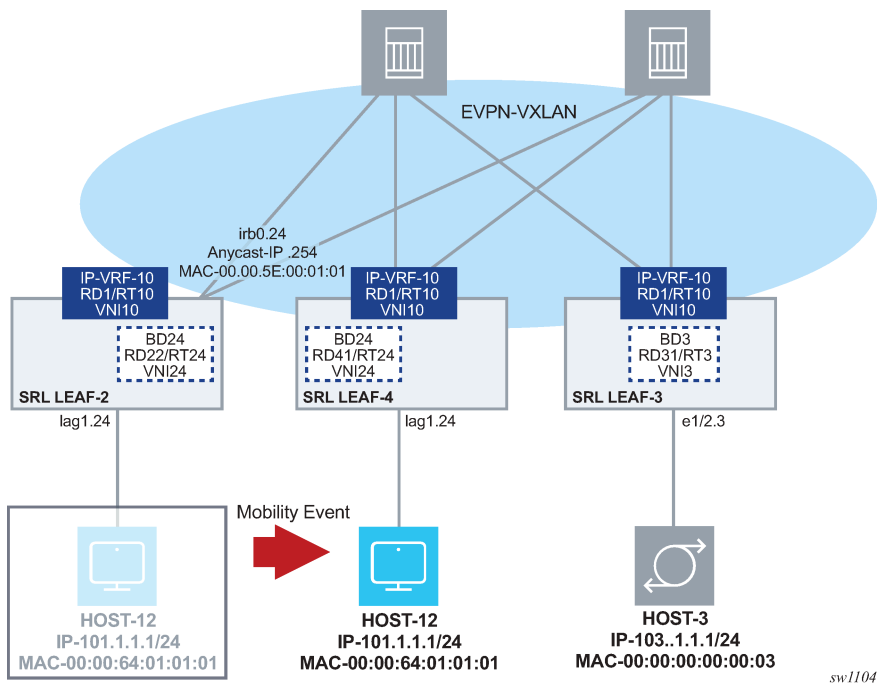 EVPN-VXLAN
irb0.24
Anycast-IP .254
MAC-00.00.5E:00:01:01
IP-VRF-10
RD1/RT10
VNI10
BD24
RD22/RT24
VNI24
SRL LEAF-2
lag1.24
IP-VRF-10
RD1/RT10
VNI10
BD24
RD41/RT24
VNI24
SRL LEAF-4
lag1.24
IP-VRF-10
RD1/RT10
VNI10
BD3
RD31/RT3
VNI3
SRL LEAF-3
e1/2.3
Mobility Event
HOST-12
IP-101.1.1.1/24
MAC-00:00:64:01:01:01
HOST-12
IP-101.1.1.1/24
MAC-00:00:64:01:01:01
HOST-3
IP-103..1.1.1/24
MAC-00:00:00:00:00:03
sw1104